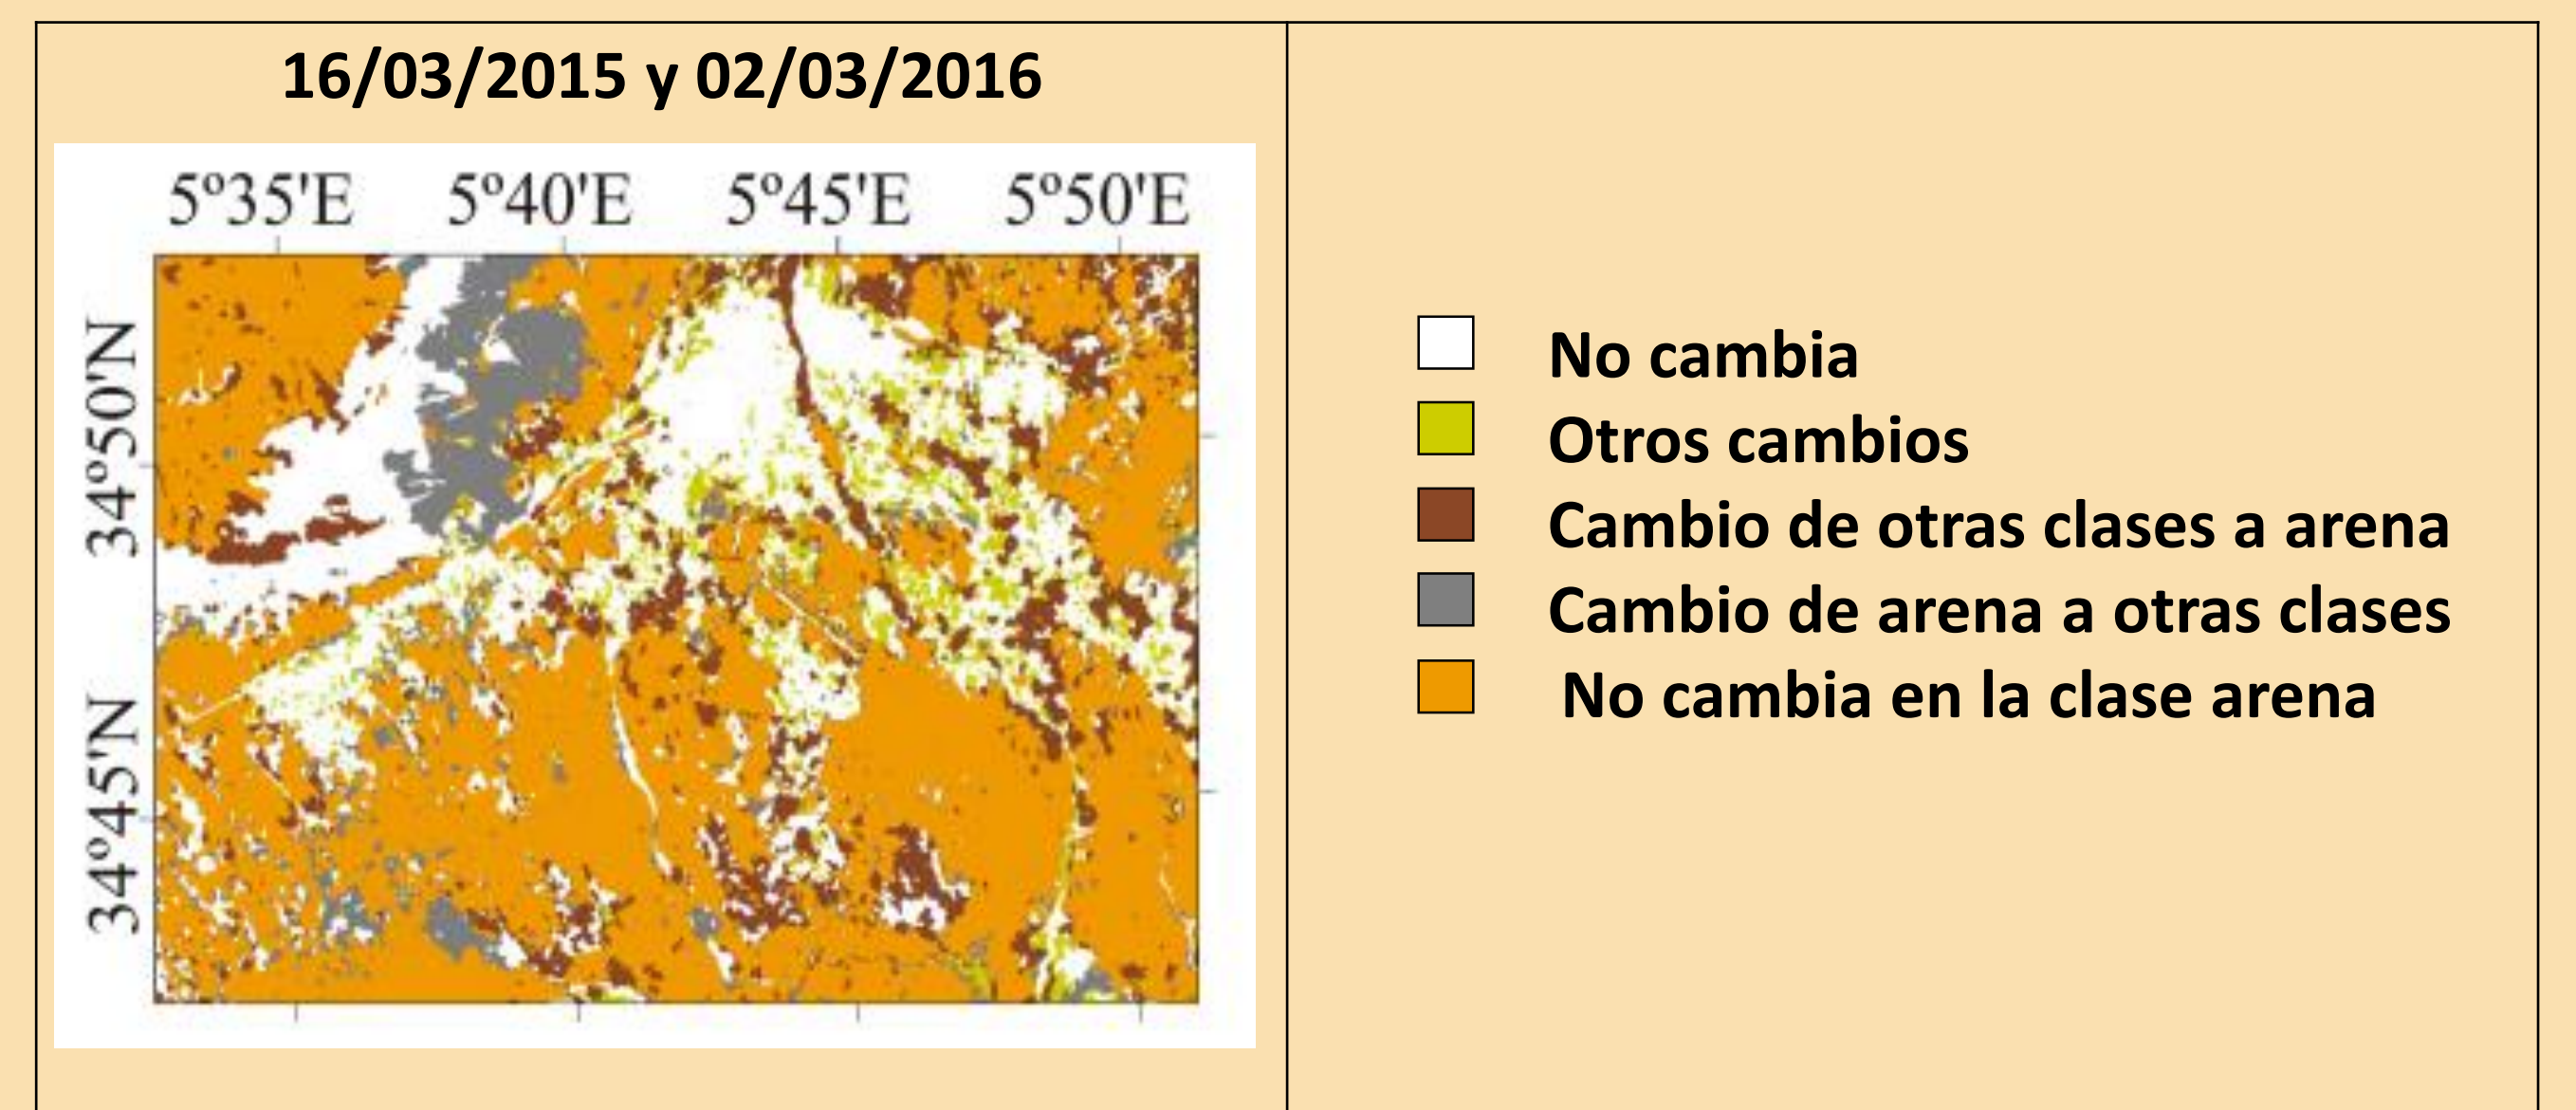 16/03/2015 y 02/03/2016
5º35'E 5º40'E 5º45'E 5º50'E
34º50'N
34º45'N
No cambia
Otros cambios
Cambio de otras clases a arena
Cambio de arena a otras clases
No cambia en la clase arena